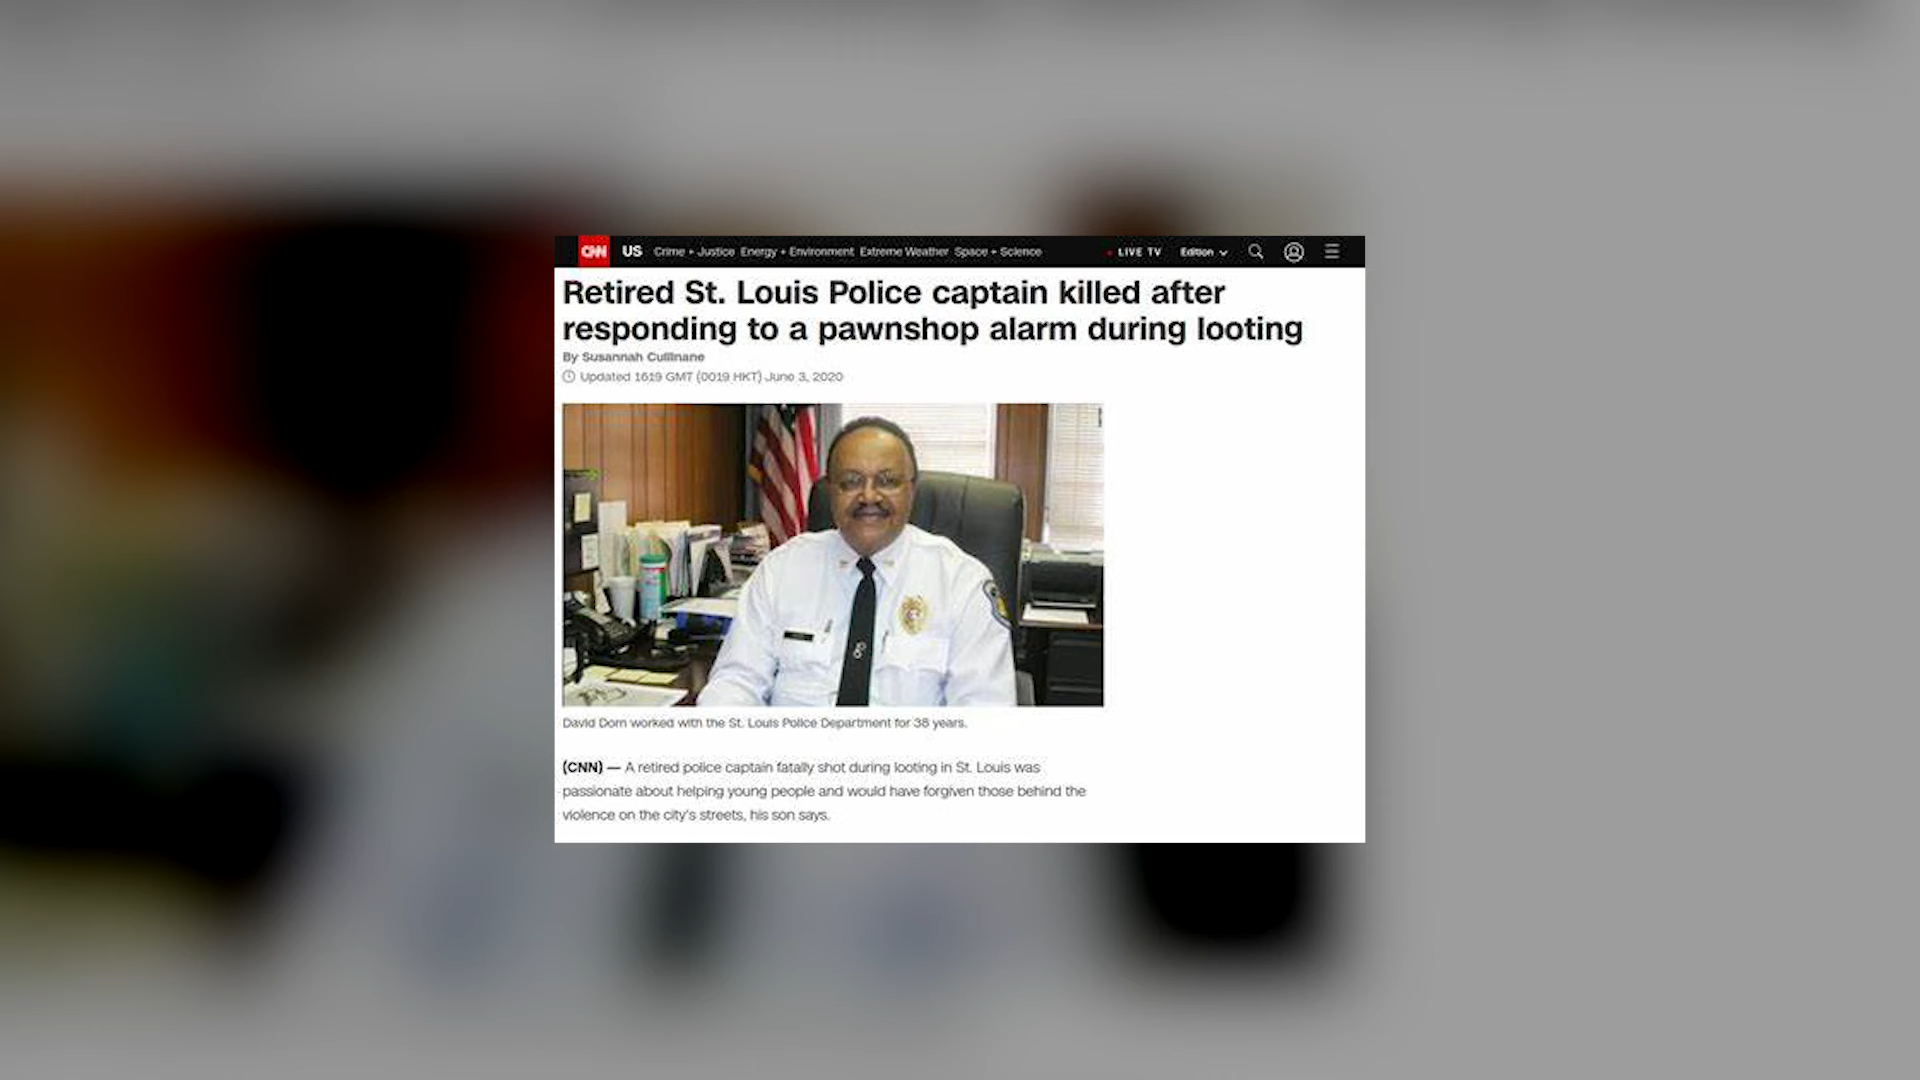 CNN US Crime + Justice Energy + Environment Extreme Weather Space + Science LIVE TV Edition
Retired St. Louis Police captain killed after
responding to a pawnshop alarm during looting
By Susannah Cullinane
Updated 1619 GMT (0019 HKT) June 3, 2020
David Dorn worked with the St. Louis Police Department for 38 years.
(CNN) — A retired police captain fatally shot during looting in St. Louis was
passionate about helping young people and would have forgiven those behind the
violence on the city's streets, his son says.